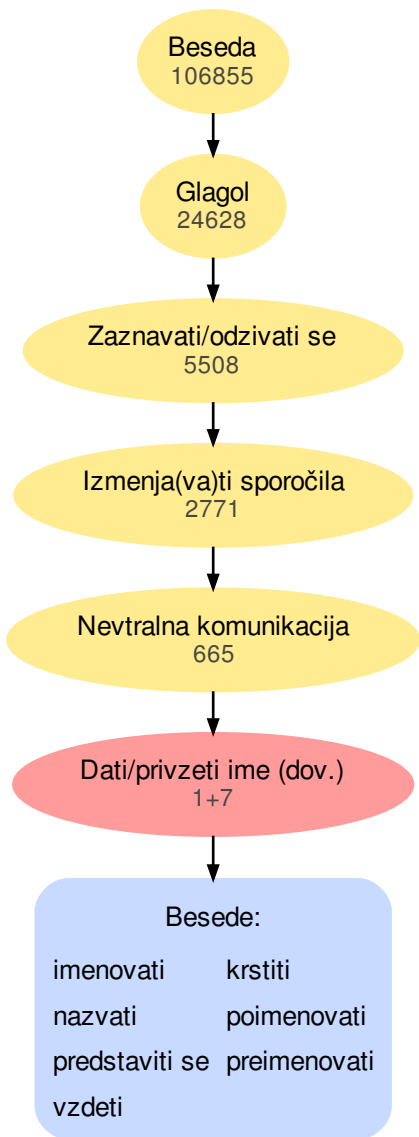 Beseda
106855
Glagol
24628
Zaznavati/odzivati se
5508
Izmenja(va)ti sporočila
2771
Nevtralna komunikacija
665
Dati/privzeti ime (dov.)
1+7
Besede:
imenovati krstiti
nazvati poimenovati
predstaviti se preimenovati
vzdeti